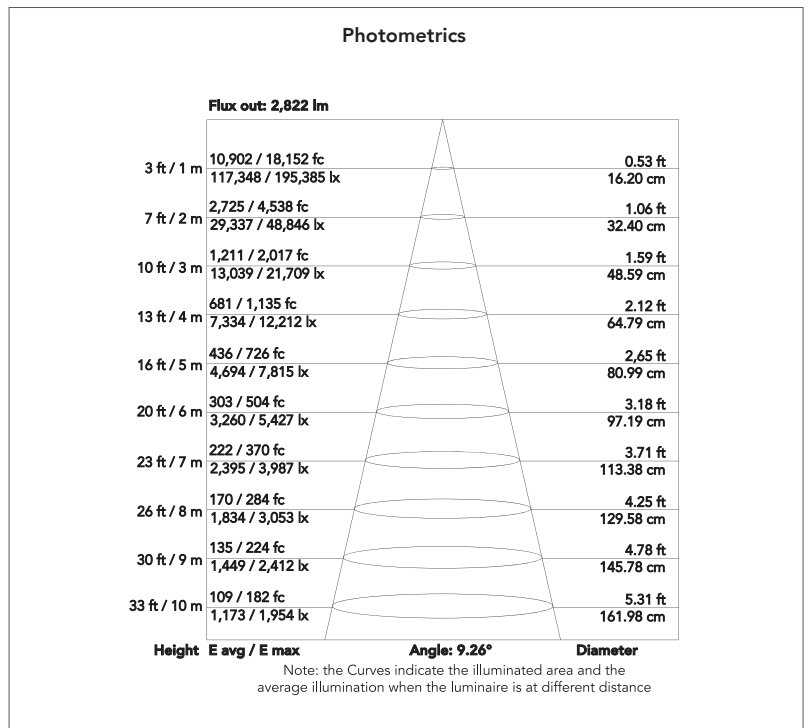 Photometrics
Flux out: 2,822 lm
3 ft / 1 m 10,902 / 18,152 fc 0.53 ft
117,348 / 195,385 lx 16.20 cm
7 ft / 2 m 2,725 / 4,538 fc 1.06 ft
29,337 / 48,846 lx 32.40 cm
10 ft / 3 m 1,211 / 2,017 fc 1.59 ft
13,039 / 21,709 lx 48.59 cm
13 ft / 4 m 681 / 1,135 fc 2.12 ft
7,334 / 12,212 lx 64.79 cm
16 ft / 5 m 436 / 726 fc 2,65 ft
4,694 / 7,815 lx 80.99 cm
20 ft / 6 m 303 / 504 fc 3.18 ft
3,260 / 5,427 lx 97.19 cm
23 ft / 7 m 222 / 370 fc 3.71 ft
2,395 / 3,987 lx 113.38 cm
26 ft / 8 m 170 / 284 fc 4.25 ft
1,834 / 3,053 lx 129.58 cm
30 ft / 9 m 135 / 224 fc 4.78 ft
1,449 / 2,412 lx 145.78 cm
33 ft / 10 m 109 / 182 fc 5.31 ft
1,173 / 1,954 lx 161.98 cm
Height E avg / E max Angle: 9.26° Diameter
Note: the Curves indicate the illuminated area and the
average illumination when the luminaire is at different distance